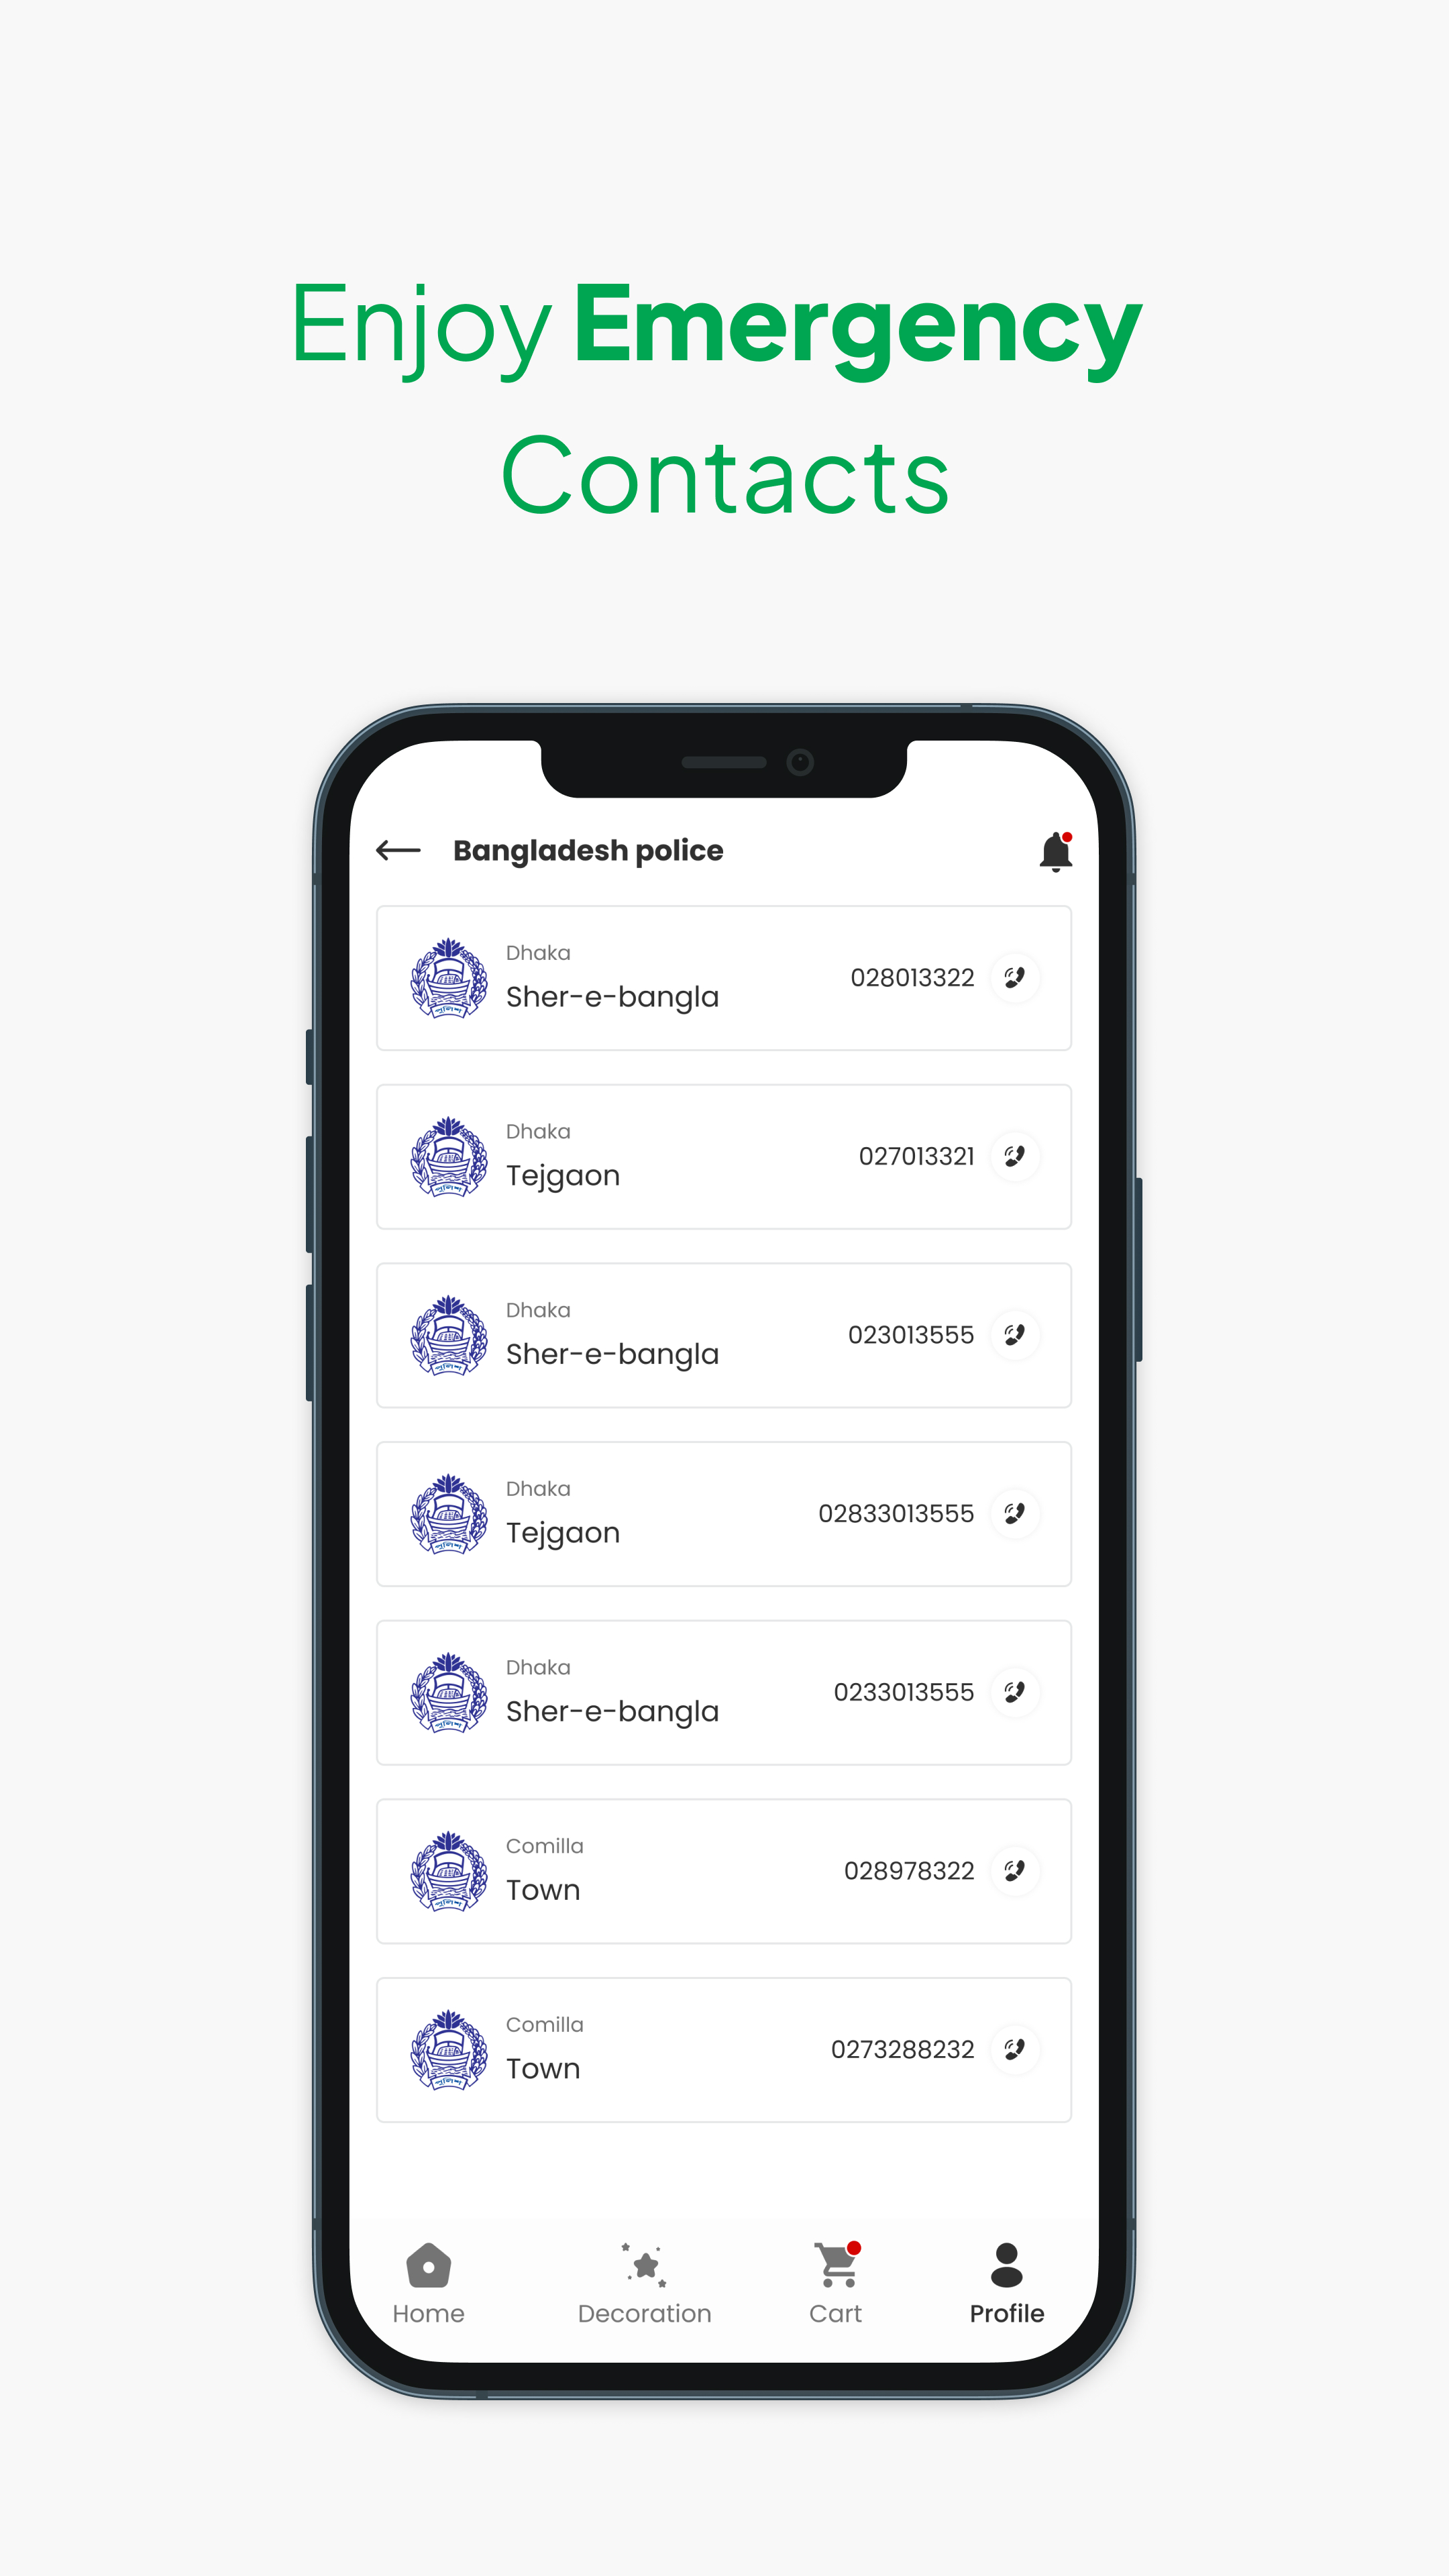 Enjoy Emergency
Contacts
Bangladesh police
Dhaka
Sher-e-bangla
028013322
Dhaka
Tejgaon
027013321
Dhaka
Sher-e-bangla
023013555
Dhaka
Tejgaon
02833013555
Dhaka
Sher-e-bangla
0233013555
Comilla
Town
028978322
Comilla
Town
0273288232
Home
Decoration
Cart
Profile